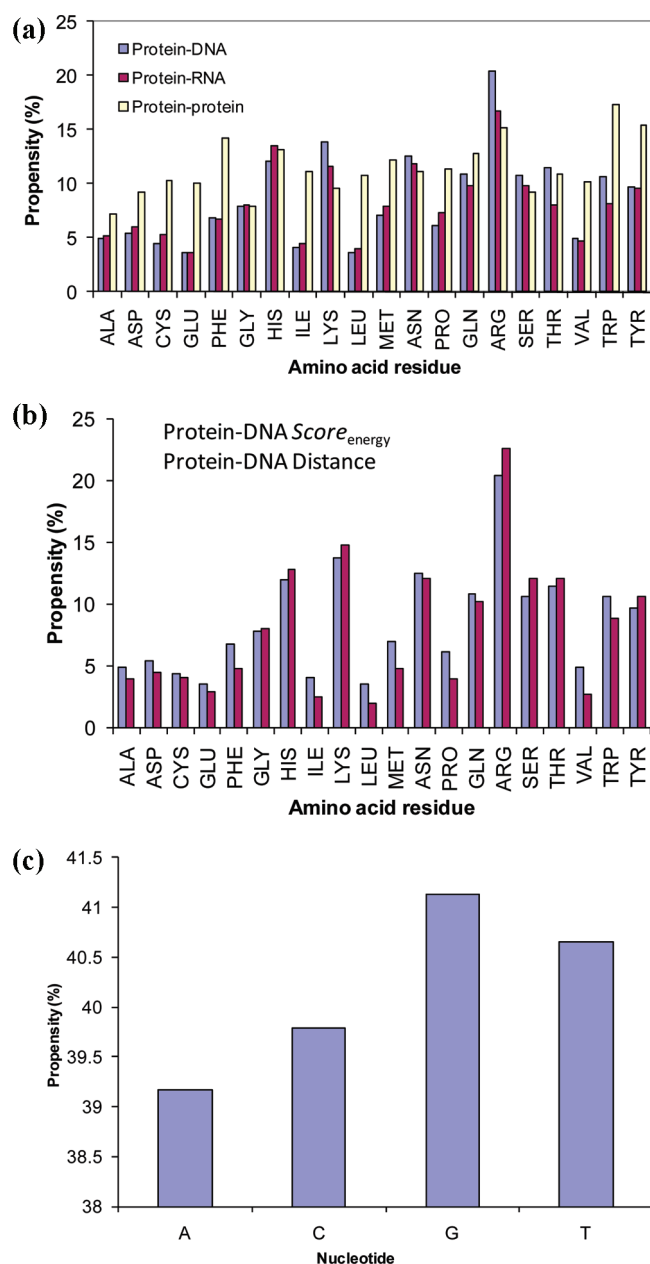 (a)
25
20
15
10
5
0
Propensity (%)
Protein-DNA
Protein-RNA
Protein-protein
ALA ASP CYS GLU PHE GLY HIS ILE LYS LEU MET ASN PRO GLN ARG SER THR VAL TRP TYR
Amino acid residue
(b)
25
20
15
10
5
0
Propensity (%)
Protein-DNA Score energy
Protein-DNA Distance
ALA ASP CYS GLU PHE GLY HIS ILE LYS LEU MET ASN PRO GLN ARG SER THR VAL TRP TYR
Amino acid residue
(c)
41.5
41
40.5
40
39.5
39
38.5
38
Propensity (%)
A C G T
Nucleotide